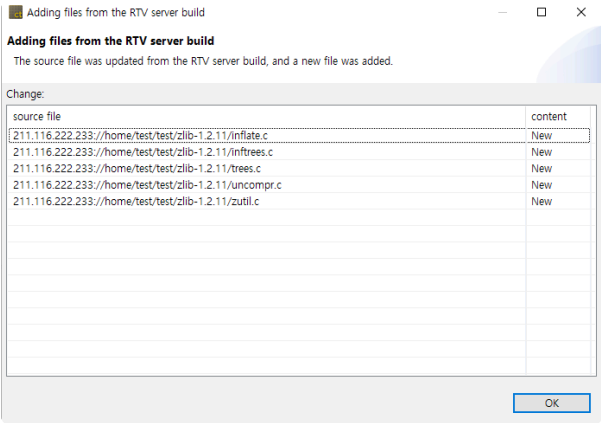 Adding files from the RTV server build
Adding files from the RTV server build
The source file was updated from the RTV server build, and a new file was added.
Change:
source file content
211.116.222.233://home/test/test/zlib-1.2.11/inflate.c New
211.116.222.233://home/test/test/zlib-1.2.11/inftrees.c New
211.116.222.233://home/test/test/zlib-1.2.11/trees.c New
211.116.222.233://home/test/test/zlib-1.2.11/uncompr.c New
211.116.222.233://home/test/test/zlib-1.2.11/zutil.c New
OK